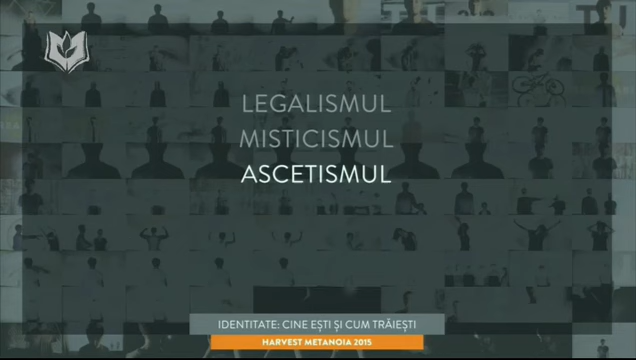 LEGALISMUL
MISTICISMUL
ASCETISMUL
IDENTITATE: CINE EȘTI ȘI CUM TRĂIEȘTI
HARVEST METANOIA 2015